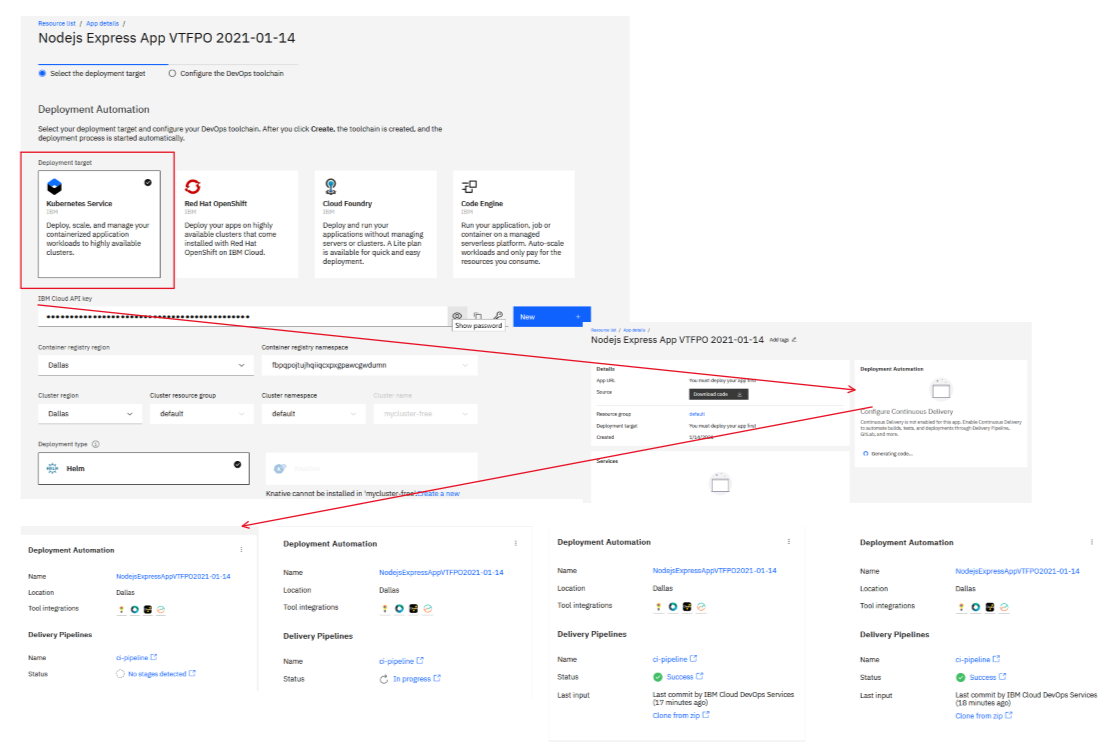 Resource list / App details /
Nodejs Express App VTFPO 2021-01-14
Select the deployment target
Configure the DevOps toolchain
Deployment Automation
Select your deployment target and configure your DevOps toolchain. After you click Create, the toolchain is created, and the
deployment process is started automatically.
Deployment target
Kubernetes Service
IBM
Deploy, scale, and manage your
containerized application
workloads to highly available
clusters.
Red Hat OpenShift
IBM
Deploy your apps on highly
available clusters that come
installed with Red Hat
OpenShift on IBM Cloud.
Cloud Foundry
IBM
Deploy and run your
applications without managing
servers or clusters. A Lite plan
is available for quick and easy
deployment.
Code Engine
IBM
Run your application, job or
container on a managed
serverless platform. Auto-scale
workloads and only pay for the
resources you consume.
IBM Cloud API key
New +
Show password
Container registry region
Dallas
Container registry namespace
Cluster region
Dallas
Cluster resource group
default
Cluster namespace
default
Cluster name
mycluster-free
Deployment type
Helm
Knative cannot be installed in 'mycluster-free'.Create a new
Resource list / App details /
Nodejs Express App VTFPO 2021-01-14 Add tags
Details
App URL You must deploy your app first
Source Download code
Resource group default
Deployment target You must deploy your app first
Created 1/14/2021
Services
Deployment Automation
Configure Continuous Delivery
Continuous Delivery is not enabled for this app. Enable Continuous Delivery
to automate builds, tests, and deployments through Delivery Pipeline,
GitLab, and more.
Generating code...
Deployment Automation
Name NodejsExpressAppVTFPO2021-01-14
Location Dallas
Tool integrations
Delivery Pipelines
Name ci-pipeline
Status No stages detected
Deployment Automation
Name NodejsExpressAppVTFPO2021-01-14
Location Dallas
Tool integrations
Delivery Pipelines
Name ci-pipeline
Status In progress
Deployment Automation
Name NodejsExpressAppVTFPO2021-01-14
Location Dallas
Tool integrations
Delivery Pipelines
Name ci-pipeline
Status Success
Last input Last commit by IBM Cloud DevOps Services
(17 minutes ago)
Clone from zip
Deployment Automation
Name NodejsExpressAppVTFPO2021-01-14
Location Dallas
Tool integrations
Delivery Pipelines
Name ci-pipeline
Status Success
Last input Last commit by IBM Cloud DevOps Services
(18 minutes ago)
Clone from zip